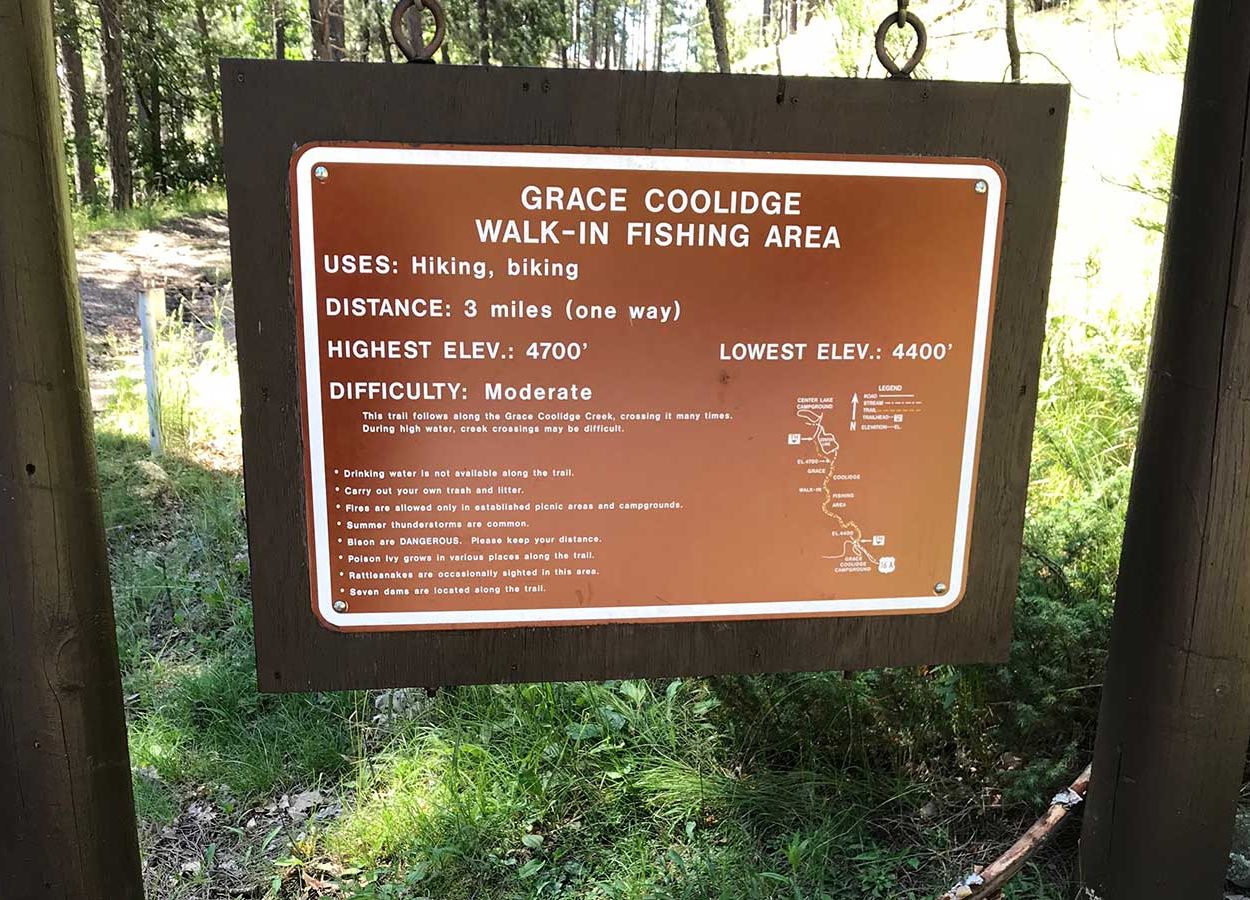 GRACE COOLIDGE
WALK-IN FISHING AREA
USES: Hiking, biking
DISTANCE: 3 miles (one way)
HIGHEST ELEV.: 4700'
LOWEST ELEV.: 4400'
DIFFICULTY: Moderate
This trail follows along the Grace Coolidge Creek, crossing it many times.
During high water, creek crossings may be difficult.
• Drinking water is not available along the trail.
• Carry out your own trash and litter.
• Fires are allowed only in established picnic areas and campgrounds.
• Summer thunderstorms are common.
• Bison are DANGEROUS. Please keep your distance.
• Poison ivy grows in various places along the trail.
• Rattlesnakes are occasionally sighted in this area.
• Seven dams are located along the trail.
LEGEND
ROAD
STREAM
TRAIL
TRAILHEAD
ELEVATION—EL.
N
CENTER LAKE
CAMPGROUND
EL.4700
GRACE
COOLIDGE
WALK-IN
FISHING
AREA
EL.4400
GRACE
COOLIDGE
CAMPGROUND
16A